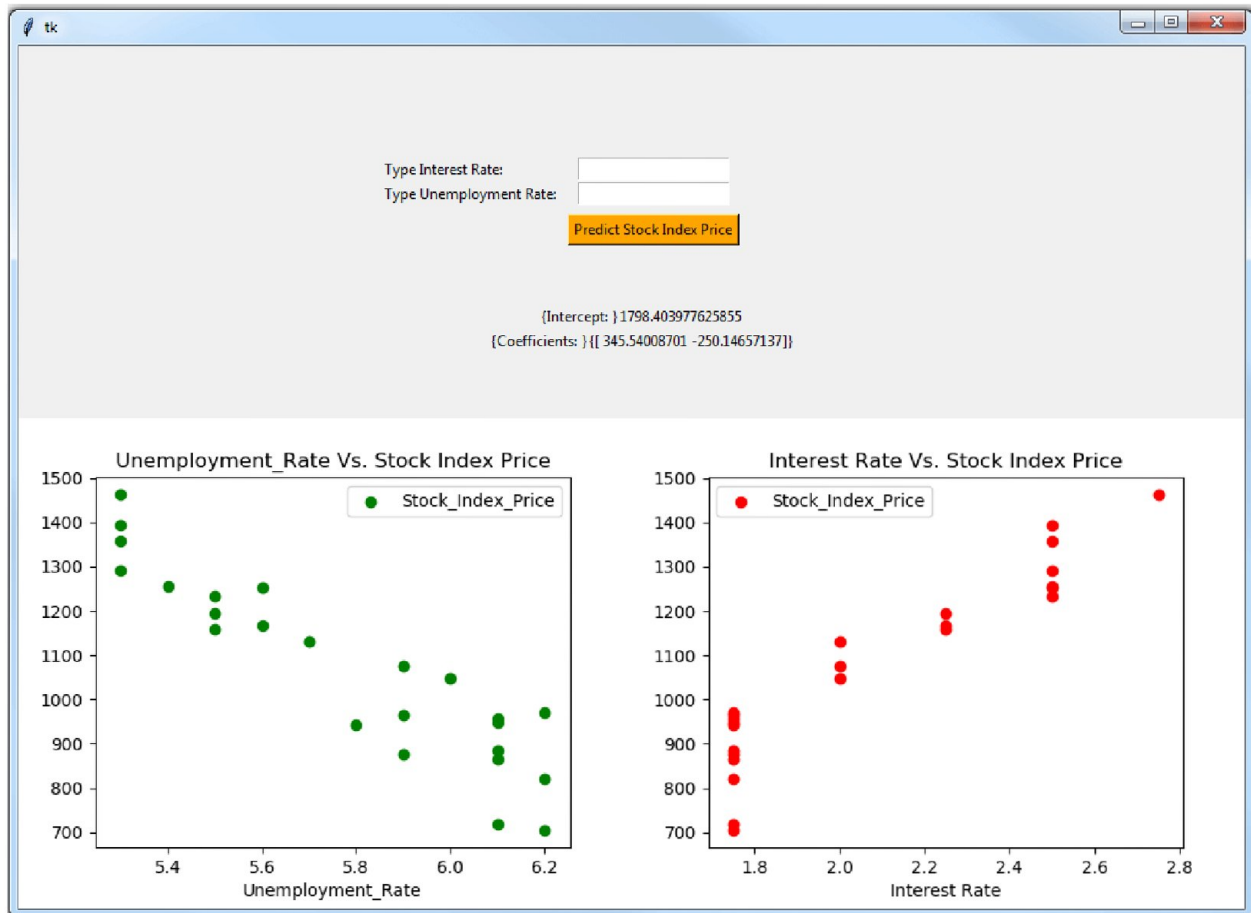 tk
Type Interest Rate:
Type Unemployment Rate:
Predict Stock Index Price
{Intercept: } 1798.403977625855
{Coefficients: } {[ 345.54008701 -250.14657137]}
Unemployment_Rate Vs. Stock Index Price
Stock_Index_Price
1500
1400
1300
1200
1100
1000
900
800
700
5.4 5.6 5.8 6.0 6.2
Unemployment_Rate
Interest Rate Vs. Stock Index Price
Stock_Index_Price
1500
1400
1300
1200
1100
1000
900
800
700
1.8 2.0 2.2 2.4 2.6 2.8
Interest Rate